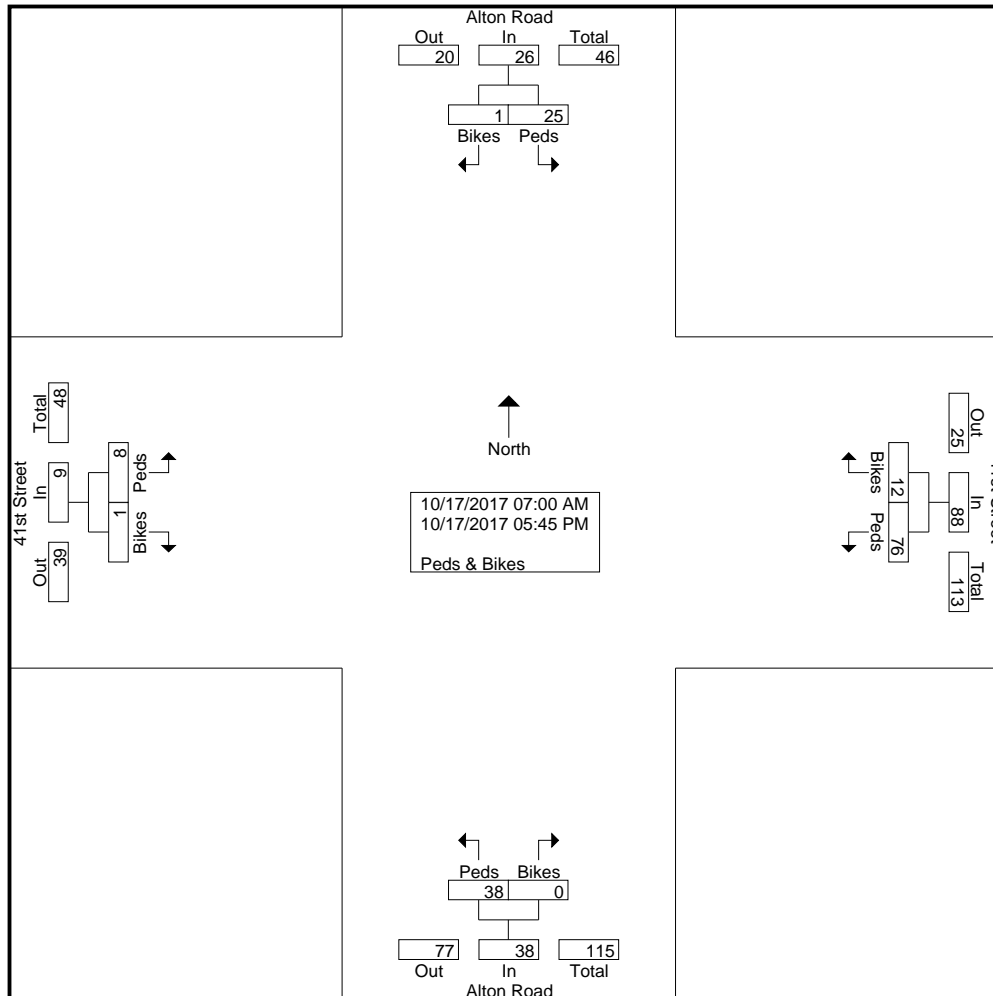 Alton Road
Out In Total
20 26 46
1 25
Bikes Peds
41st Street
Total In Out
48 9 39
8 1
Peds Bikes
North
10/17/2017 07:00 AM
10/17/2017 05:45 PM
Peds & Bikes
Bikes Peds
12 76
Out In Total
25 88 113
Peds Bikes
38 0
77 38 115
Out In Total
Alton Road